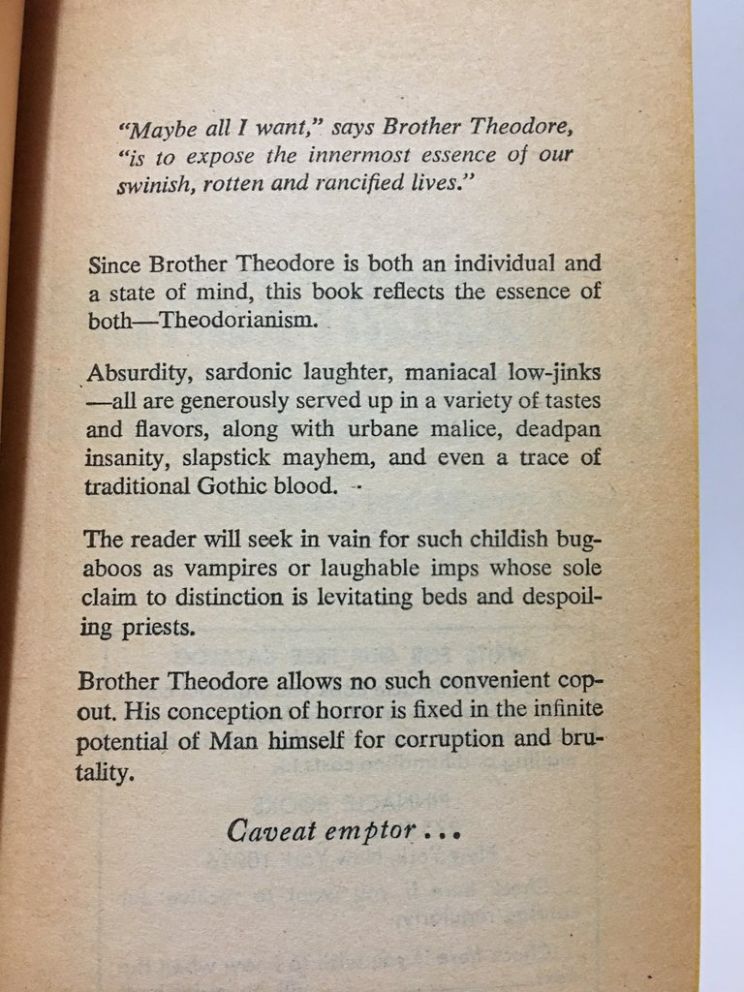 “Maybe all I want,” says Brother Theodore,
“is to expose the innermost essence of our
swinish, rotten and rancified lives.”
Since Brother Theodore is both an individual and
a state of mind, this book reflects the essence of
both—Theodorianism.
Absurdity, sardonic laughter, maniacal low-jinks
—all are generously served up in a variety of tastes
and flavors, along with urbane malice, deadpan
insanity, slapstick mayhem, and even a trace of
traditional Gothic blood.
The reader will seek in vain for such childish bug-
aboos as vampires or laughable imps whose sole
claim to distinction is levitating beds and despoil-
ing priests.
Brother Theodore allows no such convenient cop-
out. His conception of horror is fixed in the infinite
potential of Man himself for corruption and bru-
tality.
Caveat emptor . . .